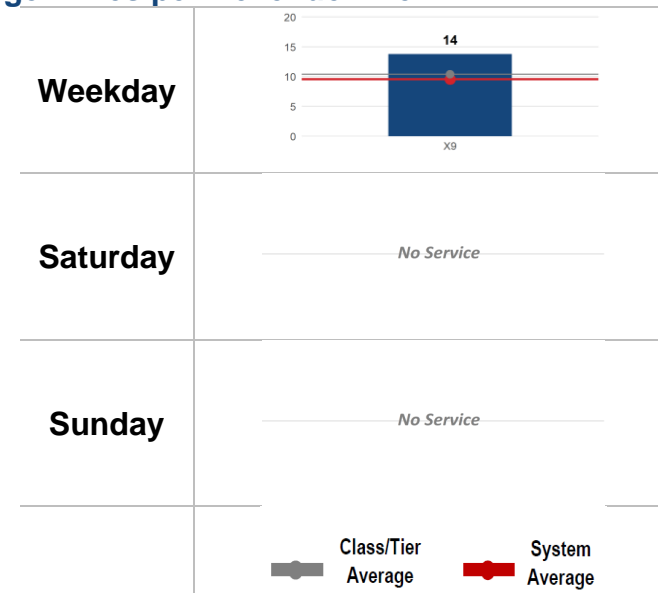 Weekday
20
15
10
5
0
14
X9
Saturday
No Service
Sunday
No Service
Class/Tier
Average
System
Average